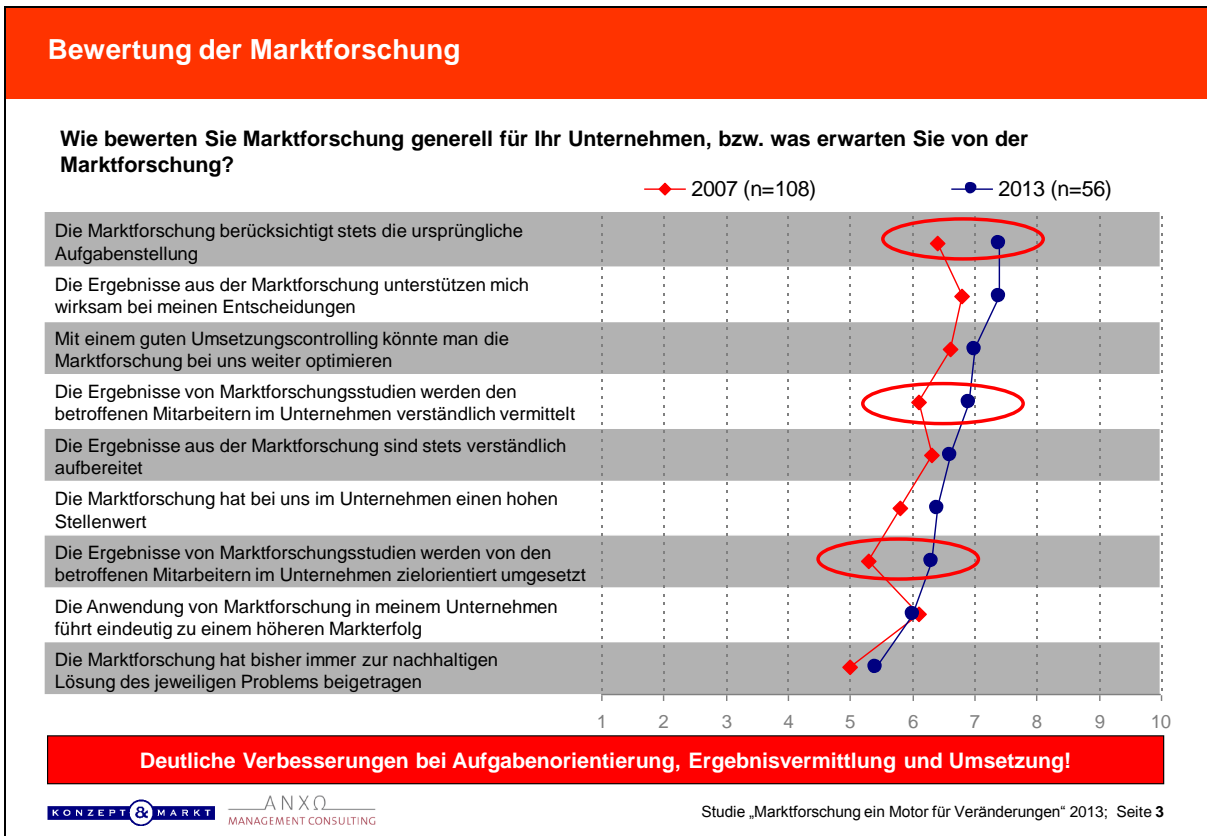 Bewertung der Marktforschung
Wie bewerten Sie Marktforschung generell für Ihr Unternehmen, bzw. was erwarten Sie von der
Marktforschung?
2007 (n=108)
2013 (n=56)
Die Marktforschung berücksichtigt stets die ursprüngliche
Aufgabenstellung
Die Ergebnisse aus der Marktforschung unterstützen mich
wirksam bei meinen Entscheidungen
Mit einem guten Umsetzungscontrolling könnte man die
Marktforschung bei uns weiter optimieren
Die Ergebnisse von Marktforschungsstudien werden den
betroffenen Mitarbeitern im Unternehmen verständlich vermittelt
Die Ergebnisse aus der Marktforschung sind stets verständlich
aufbereitet
Die Marktforschung hat bei uns im Unternehmen einen hohen
Stellenwert
Die Ergebnisse von Marktforschungsstudien werden von den
betroffenen Mitarbeitern im Unternehmen zielorientiert umgesetzt
Die Anwendung von Marktforschung in meinem Unternehmen
führt eindeutig zu einem höheren Markterfolg
Die Marktforschung hat bisher immer zur nachhaltigen
Lösung des jeweiligen Problems beigetragen
1 2 3 4 5 6 7 8 9 10
Deutliche Verbesserungen bei Aufgabenorientierung, Ergebnisvermittlung und Umsetzung!
KONZEPT & MARKT
ANXΩ
MANAGEMENT CONSULTING
Studie „Marktforschung ein Motor für Veränderungen“ 2013; Seite 3